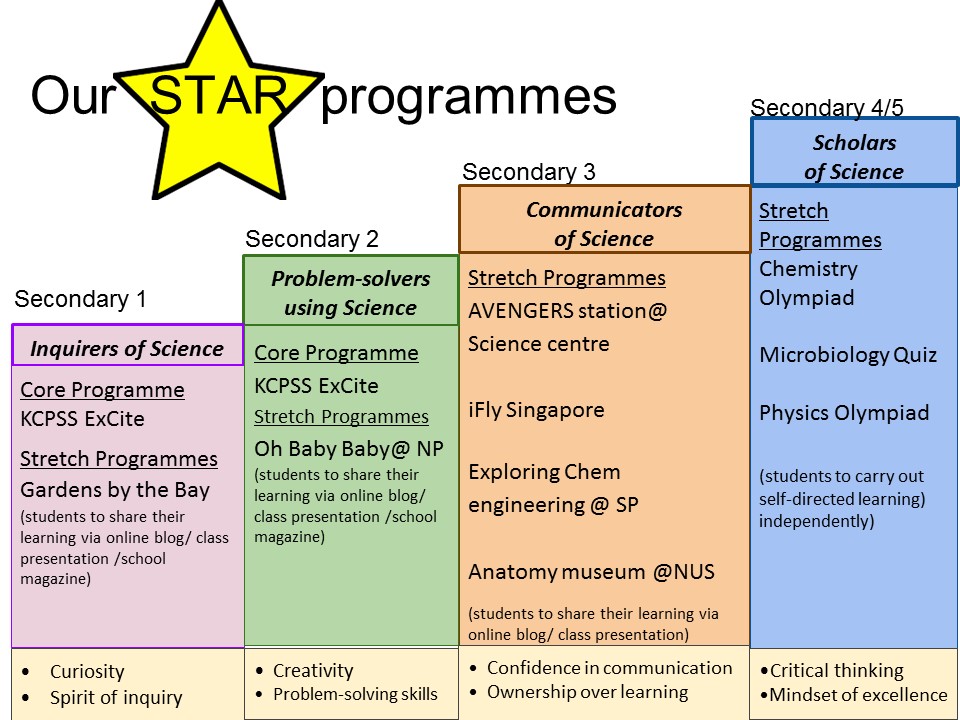 Our STAR programmes
Secondary 1
Inquirers of Science
Core Programme
KCPSS ExCite
Stretch Programmes
Gardens by the Bay
(students to share their
learning via online blog/ class
presentation /school
magazine)
• Curiosity
• Spirit of inquiry
Secondary 2
Problem-solvers
using Science
Core Programme
KCPSS ExCite
Stretch Programmes
Oh Baby Baby@ NP
(students to share their
learning via online blog/
class presentation /school
magazine)
• Creativity
• Problem-solving skills
Secondary 3
Communicators
of Science
Stretch Programmes
AVENGERS station@
Science centre
iFly Singapore
Exploring Chem
engineering @ SP
Anatomy museum @NUS
(students to share their learning via
online blog/ class presentation)
• Confidence in communication
• Ownership over learning
Secondary 4/5
Scholars
of Science
Stretch
Programmes
Chemistry
Olympiad
Microbiology Quiz
Physics Olympiad
(students to carry out
self-directed learning)
independently)
•Critical thinking
•Mindset of excellence